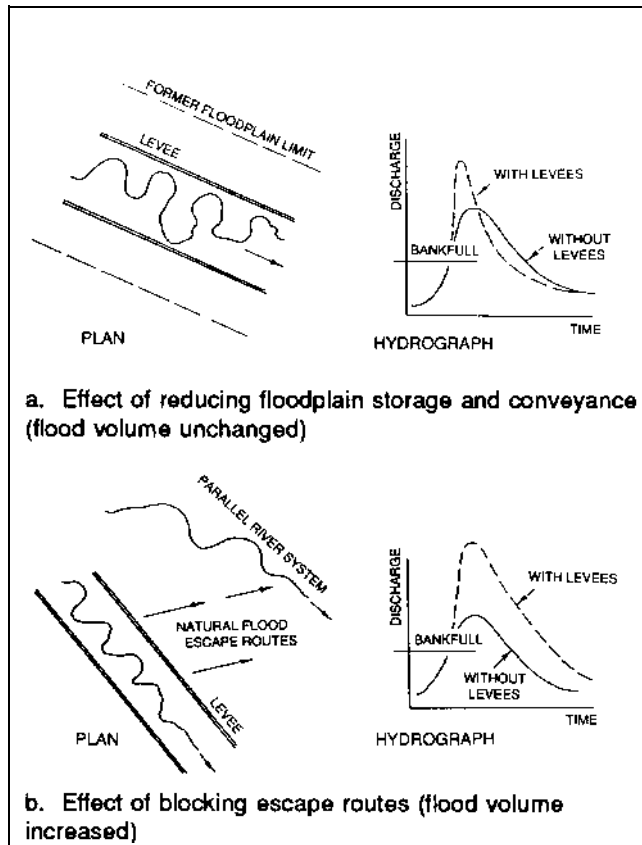 FORMER FLOODPLAIN LIMIT
LEVEE
PLAN
DISCHARGE
WITH LEVEES
WITHOUT
LEVEES
BANKFULL
TIME
HYDROGRAPH
a. Effect of reducing floodplain storage and conveyance
(flood volume unchanged)
PARALLEL RIVER SYSTEM
NATURAL FLOOD
ESCAPE ROUTES
LEVEE
PLAN
DISCHARGE
WITH LEVEES
BANKFULL
WITHOUT
LEVEES
TIME
HYDROGRAPH
b. Effect of blocking escape routes (flood volume
increased)